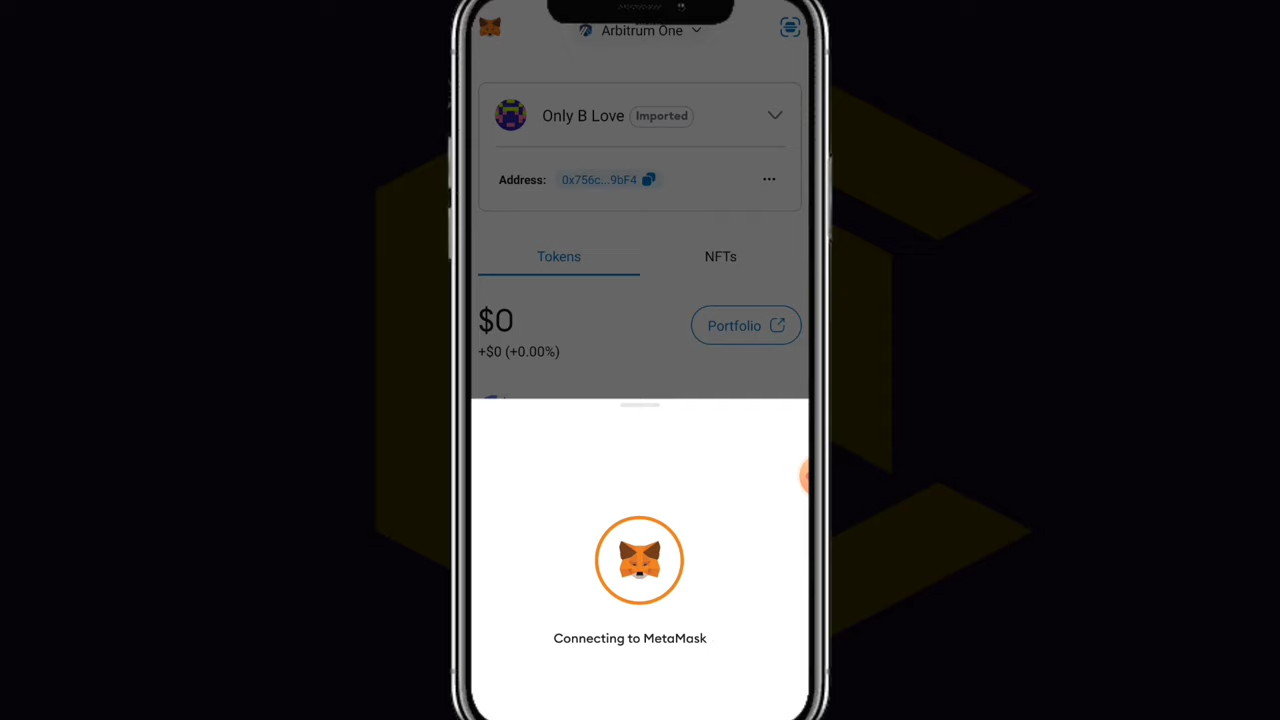 Arbitrum One
Only B Love Imported
Address: 0x756c...9bF4
Tokens NFTs
$0
Portfolio
+$0 (+0.00%)
Connecting to MetaMask